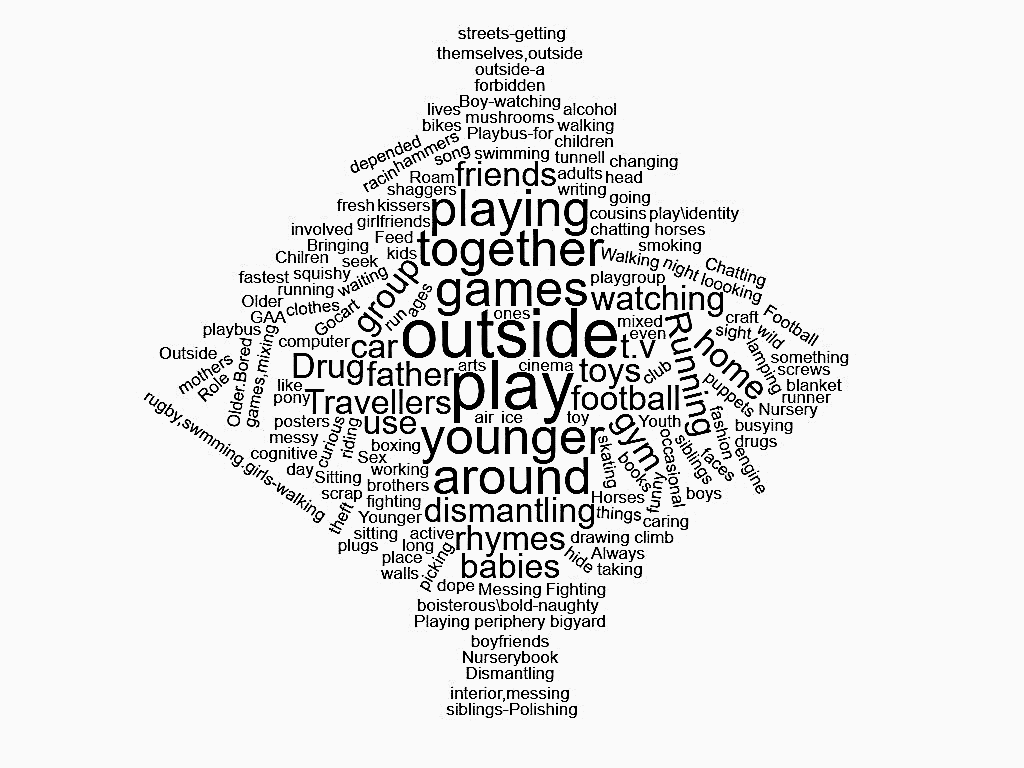 streets-getting
themselves,outside
outside-a
forbidden
Boy-watching
lives
alcohol
mushrooms
bikes
walking
Playbus-for
children
depended
racinhammers
song
swimming
tunnell
changing
Roam
friends
adults
head
shaggers
writing
going
fresh
kissers
playing
cousins
play\identity
girlfriends
involved
chatting
horses
Feed
Bringing
together
smoking
kids
Chilren
seek
Walking
night
loooking
Chatting
fastest
squishy
waiting
group
playgroup
running
ages
games
watching
Older
clothes
Gocart
run
ones
GAA
mixed
craft
Football
playbus
outside
even
sight
wild
computer
car
t.v
Running
home
Outside
mothers
Role
Older.Bored
games,mixing
Drug
father
arts
cinema
toys
club
lamping
something
screws
like
play
puppets
blanket
pony
Travellers
football
runner
Nursery
rugby,swmming.girls-walking
posters
use
air
ice
toy
gym
Youth
fashion
busying
messy
curious
riding
boxing
younger
skating
occasional
siblings
drugs
cognitive
Sex
books
faces
engine
day
Sitting
working
around
funny
scrap
brothers
Horses
boys
theft
fighting
dismantling
things
caring
Younger
sitting
active
rhymes
drawing
climb
plugs
long
hide
Always
place
picking
babies
taking
walls
dope
Messing
Fighting
boisterous\bold-naughty
Playing
periphery
bigyard
boyfriends
Nurserybook
Dismantling
interior,messing
siblings-Polishing